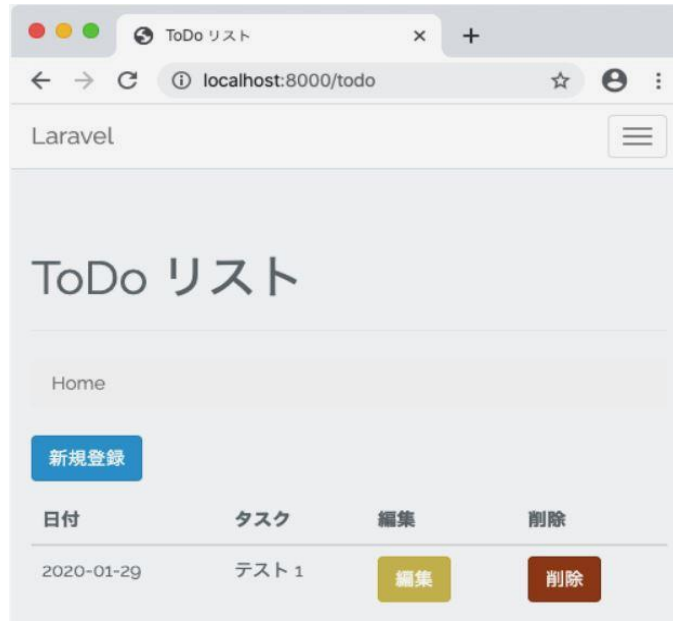 ToDo リスト
localhost:8000/todo
Laravel
ToDo リスト
Home
新規登録
日付 タスク 編集 削除
2020-01-29 テスト 1 編集 削除